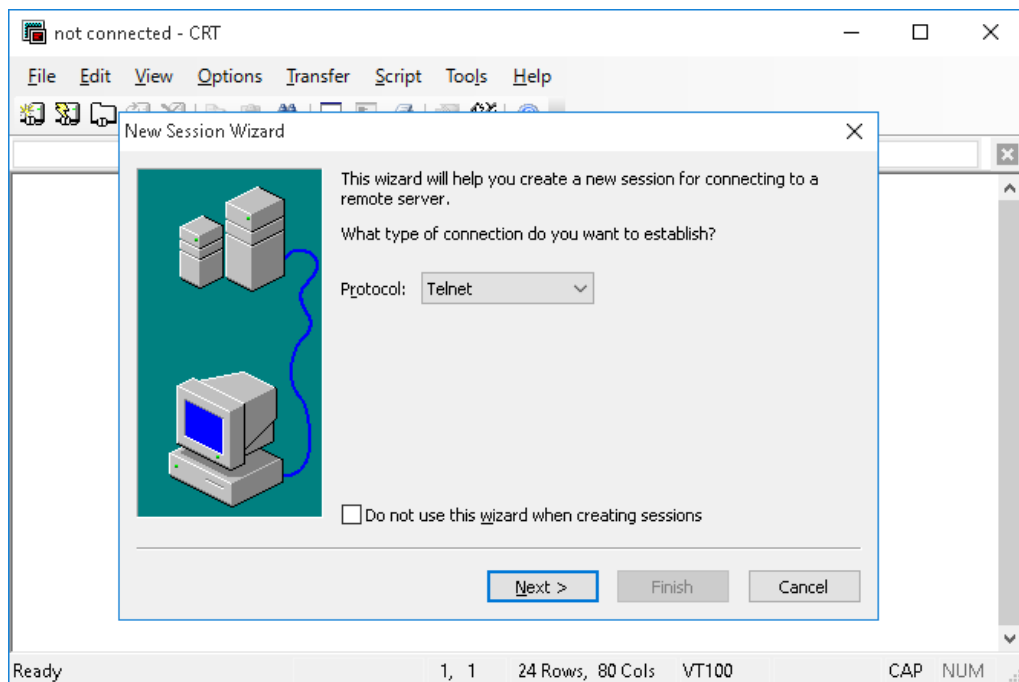 not connected - CRT
File Edit View Options Transfer Script Tools Help
New Session Wizard
This wizard will help you create a new session for connecting to a
remote server.
What type of connection do you want to establish?
Protocol: Telnet
Do not use this wizard when creating sessions
Next > Finish Cancel
Ready 1, 1 24 Rows, 80 Cols VT100 CAP NUM